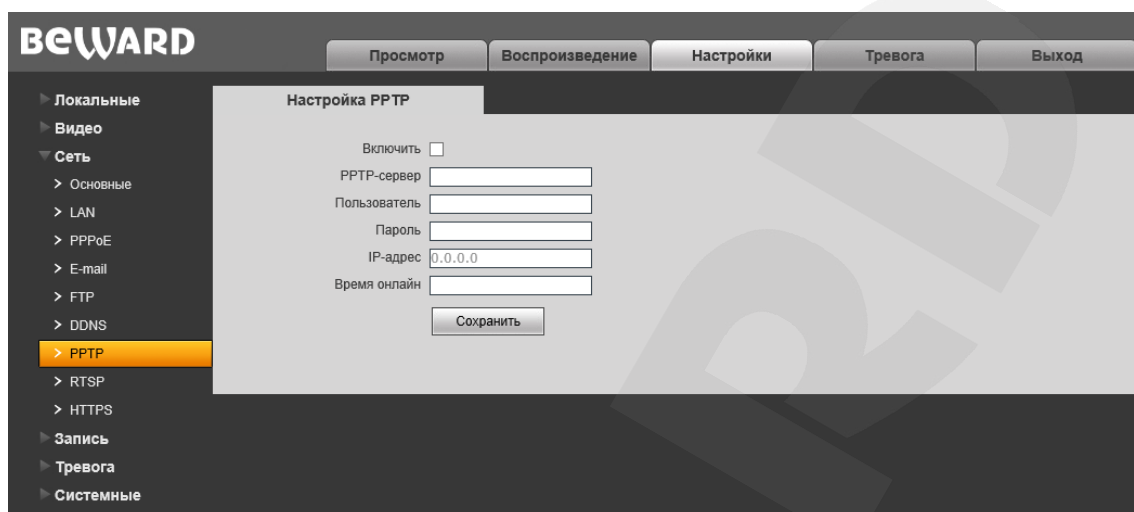 BEWARD
Просмотр
Воспроизведение
Настройки
Тревога
Выход
Локальные
Видео
Сеть
> Основные
> LAN
> PPPoE
> E-mail
> FTP
> DDNS
> PPTP
> RTSP
> HTTPS
Запись
Тревога
Системные
Настройка PPTP
Включить
PPTP-сервер
Пользователь
Пароль
IP-адрес 0.0.0.0
Время онлайн
Сохранить